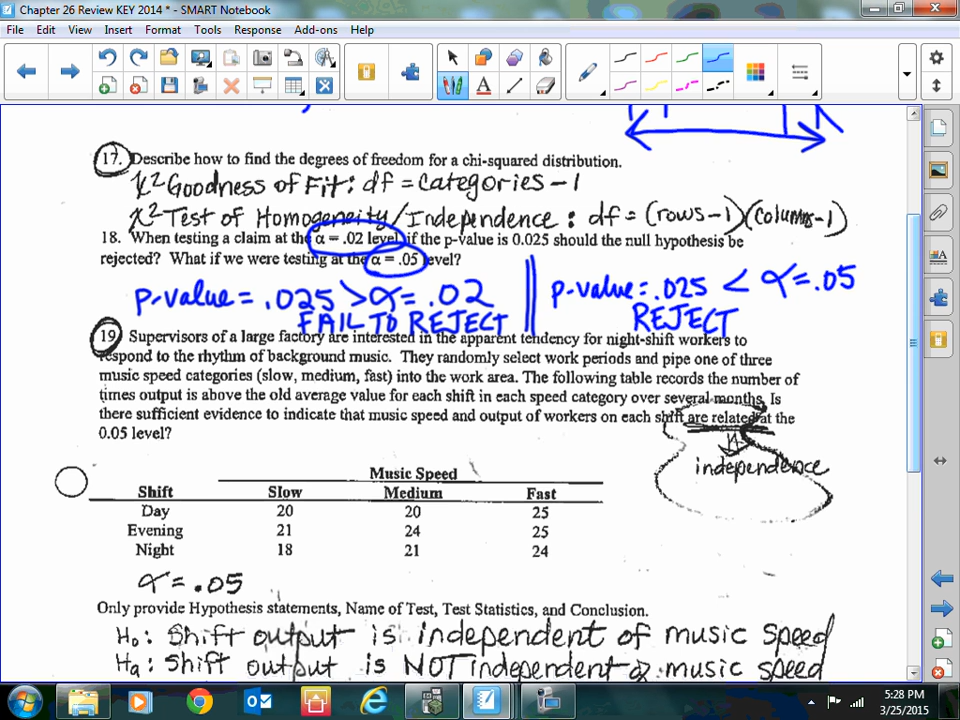 Chapter 26 Review KEY 2014 * - SMART Notebook
File Edit View Insert Format Tools Response Add-ons Help
17. Describe how to find the degrees of freedom for a chi-squared distribution.
χ² Goodness of Fit: df = categories - 1
χ² Test of Homogeneity/Independence: df = (rows-1)(columns-1)
18. When testing a claim at the α = .02 level, if the p-value is 0.025 should the null hypothesis be
rejected? What if we were testing at the α = .05 level?
p-value = .025 > α = .02
FAIL TO REJECT
p-value = .025 < α = .05
REJECT
19. Supervisors of a large factory are interested in the apparent tendency for night-shift workers to
respond to the rhythm of background music. They randomly select work periods and pipe one of three
music speed categories (slow, medium, fast) into the work area. The following table records the number of
times output is above the old average value for each shift in each speed category over several months. Is
there sufficient evidence to indicate that music speed and output of workers on each shift are related at the
0.05 level?
independence
Music Speed
Shift Slow Medium Fast
Day 20 20 25
Evening 21 24 25
Night 18 21 24
α = .05
Only provide Hypothesis statements, Name of Test, Test Statistics, and Conclusion.
H₀: Shift output is independent of music speed
Hₐ: Shift output is NOT independent of music speed
5:28 PM
3/25/2015